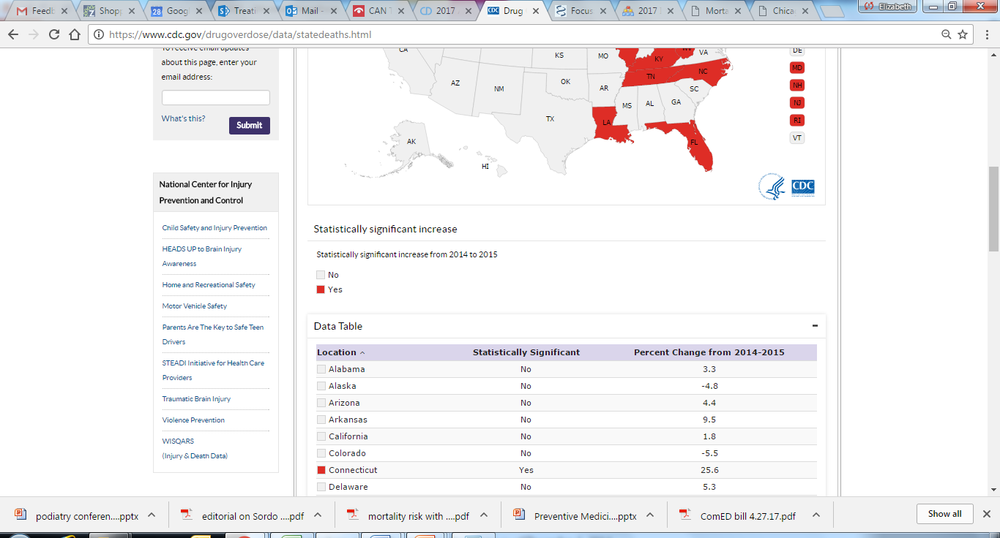 Feedb
Shopp
28 Goog
Treati
Mail -
CAN
2017
CDC Drug
Focus
2017
Morta
Chica
Elizabeth
https://www.cdc.gov/drugoverdose/data/statedeaths.html
To receive email updates
about this page, enter your
email address:
What's this?
Submit
National Center for Injury
Prevention and Control
Child Safety and Injury Prevention
HEADS UP to Brain Injury
Awareness
Home and Recreational Safety
Motor Vehicle Safety
Parents Are The Key to Safe Teen
Drivers
STEADI Initiative for Health Care
Providers
Traumatic Brain Injury
Violence Prevention
WISQARS
(Injury & Death Data)
CA
KS
MO
KY
WV
VA
DE
AZ
NM
OK
AR
TN
NC
MD
TX
LA
MS
AL
GA
SC
NH
NJ
RI
VT
AK
HI
FL
CDC
Statistically significant increase
Statistically significant increase from 2014 to 2015
No
Yes
Data Table
Location Statistically Significant Percent Change from 2014-2015
Alabama No 3.3
Alaska No -4.8
Arizona No 4.4
Arkansas No 9.5
California No 1.8
Colorado No -5.5
Connecticut Yes 25.6
Delaware No 5.3
podiatry conferen....pptx
editorial on Sordo ....pdf
mortality risk with ....pdf
Preventive Medici....pptx
ComED bill 4.27.17.pdf
Show all